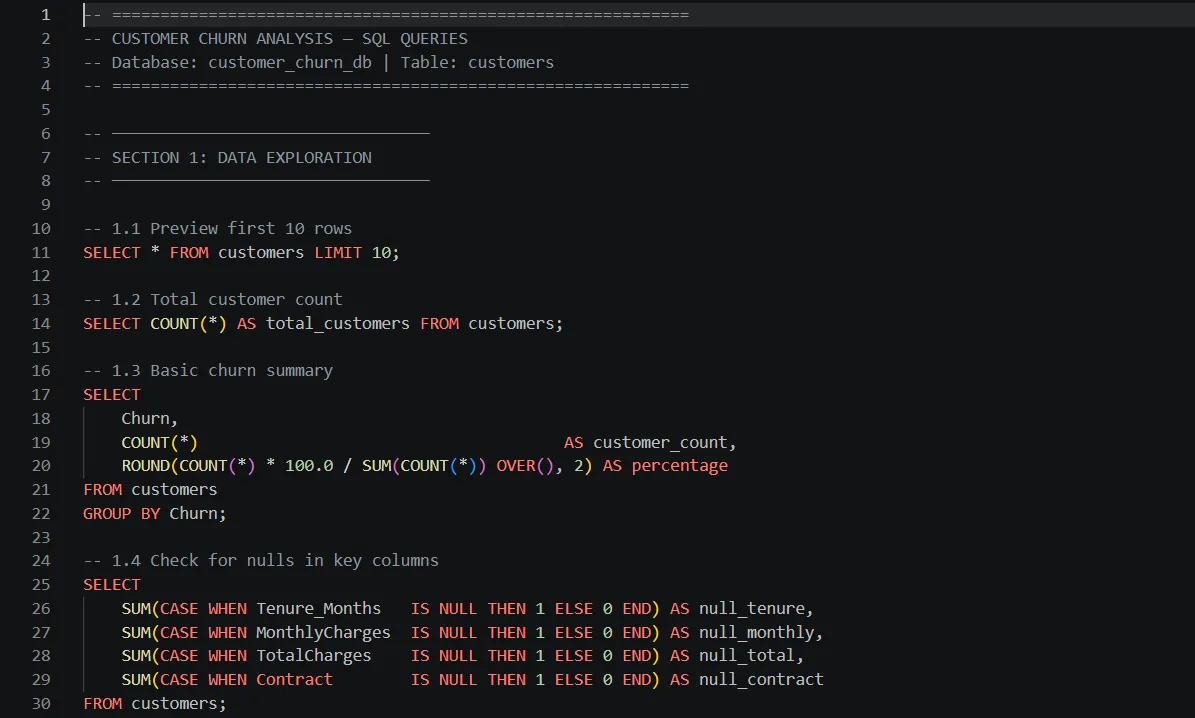 1 -- ============================================================
2 -- CUSTOMER CHURN ANALYSIS — SQL QUERIES
3 -- Database: customer_churn_db | Table: customers
4 -- ============================================================
5
6 -- ─────────────────────────────────
7 -- SECTION 1: DATA EXPLORATION
8 -- ─────────────────────────────────
9
10 -- 1.1 Preview first 10 rows
11 SELECT * FROM customers LIMIT 10;
12
13 -- 1.2 Total customer count
14 SELECT COUNT(*) AS total_customers FROM customers;
15
16 -- 1.3 Basic churn summary
17 SELECT
18     Churn,
19     COUNT(*)                                      AS customer_count,
20     ROUND(COUNT(*) * 100.0 / SUM(COUNT(*)) OVER(), 2) AS percentage
21 FROM customers
22 GROUP BY Churn;
23
24 -- 1.4 Check for nulls in key columns
25 SELECT
26     SUM(CASE WHEN Tenure_Months   IS NULL THEN 1 ELSE 0 END) AS null_tenure,
27     SUM(CASE WHEN MonthlyCharges  IS NULL THEN 1 ELSE 0 END) AS null_monthly,
28     SUM(CASE WHEN TotalCharges    IS NULL THEN 1 ELSE 0 END) AS null_total,
29     SUM(CASE WHEN Contract        IS NULL THEN 1 ELSE 0 END) AS null_contract
30 FROM customers;